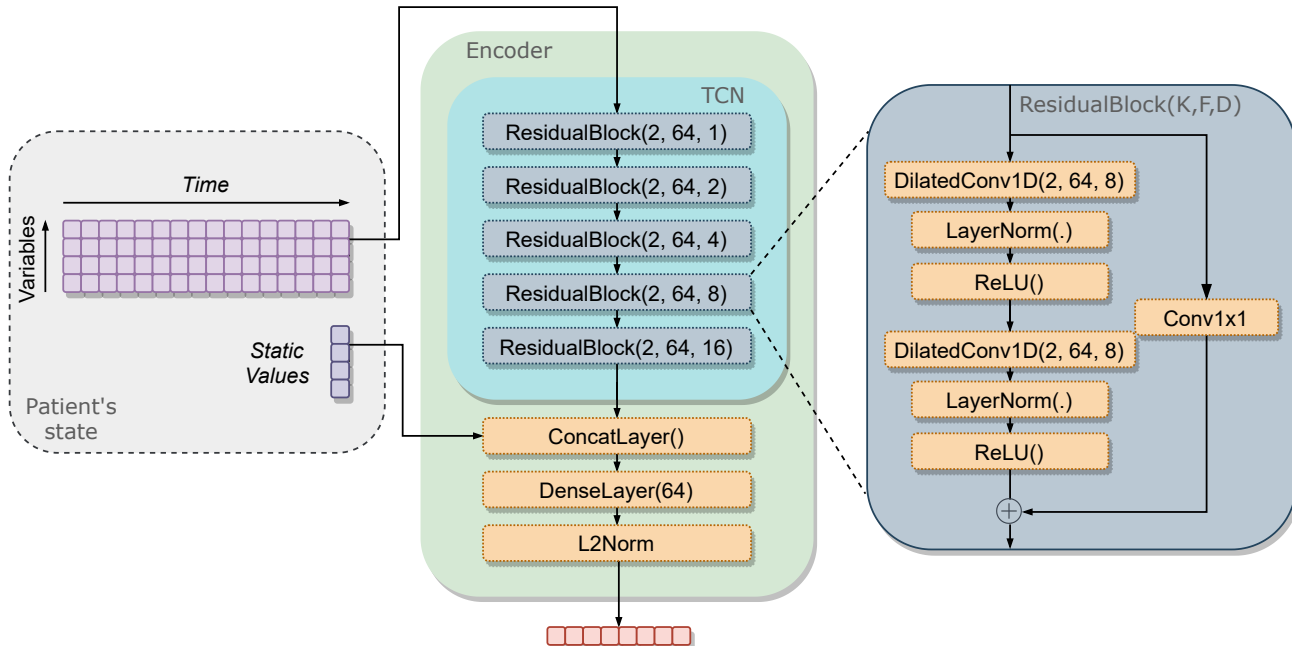 Time
Variables
Static
Values
Patient's
state
Encoder
TCN
ResidualBlock(2, 64, 1)
ResidualBlock(2, 64, 2)
ResidualBlock(2, 64, 4)
ResidualBlock(2, 64, 8)
ResidualBlock(2, 64, 16)
ConcatLayer()
DenseLayer(64)
L2Norm
ResidualBlock(K,F,D)
DilatedConv1D(2, 64, 8)
LayerNorm(.)
ReLU()
Conv1x1
DilatedConv1D(2, 64, 8)
LayerNorm(.)
ReLU()